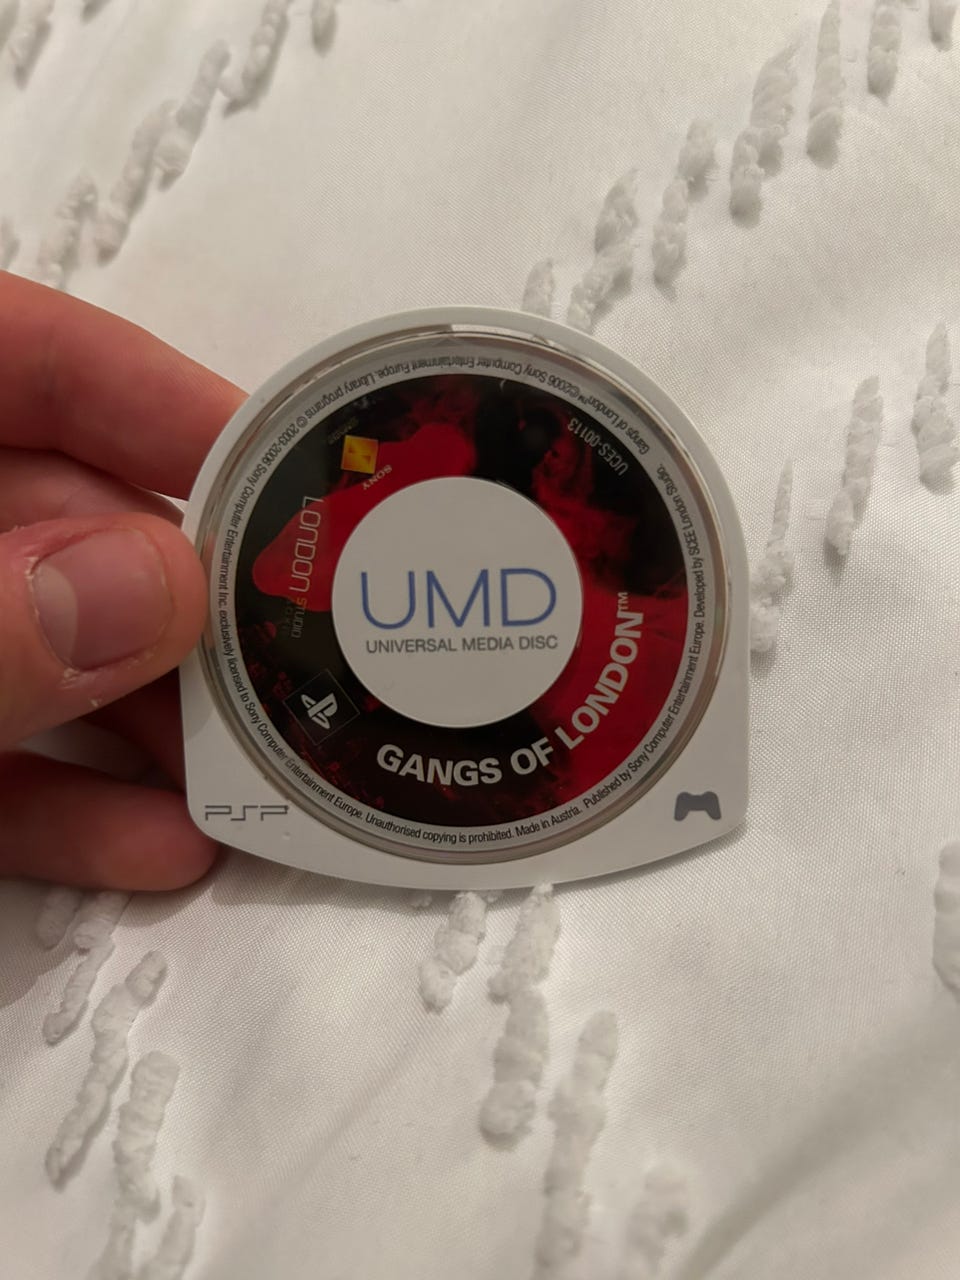 UMD
UNIVERSAL MEDIA DISC
GANGS OF LONDON™
UCES-00113
SONY
LONDON
STUDIO
PSP
Gangs of London™©2006 Sony Computer Entertainment Europe. Library programs © 2003-2006 Sony Computer Entertainment Inc. exclusively licensed to Sony Computer Entertainment Europe. Unauthorised copying is prohibited. Made in Austria. Published by Sony Computer Entertainment Europe. Developed by SCEE London Studio.